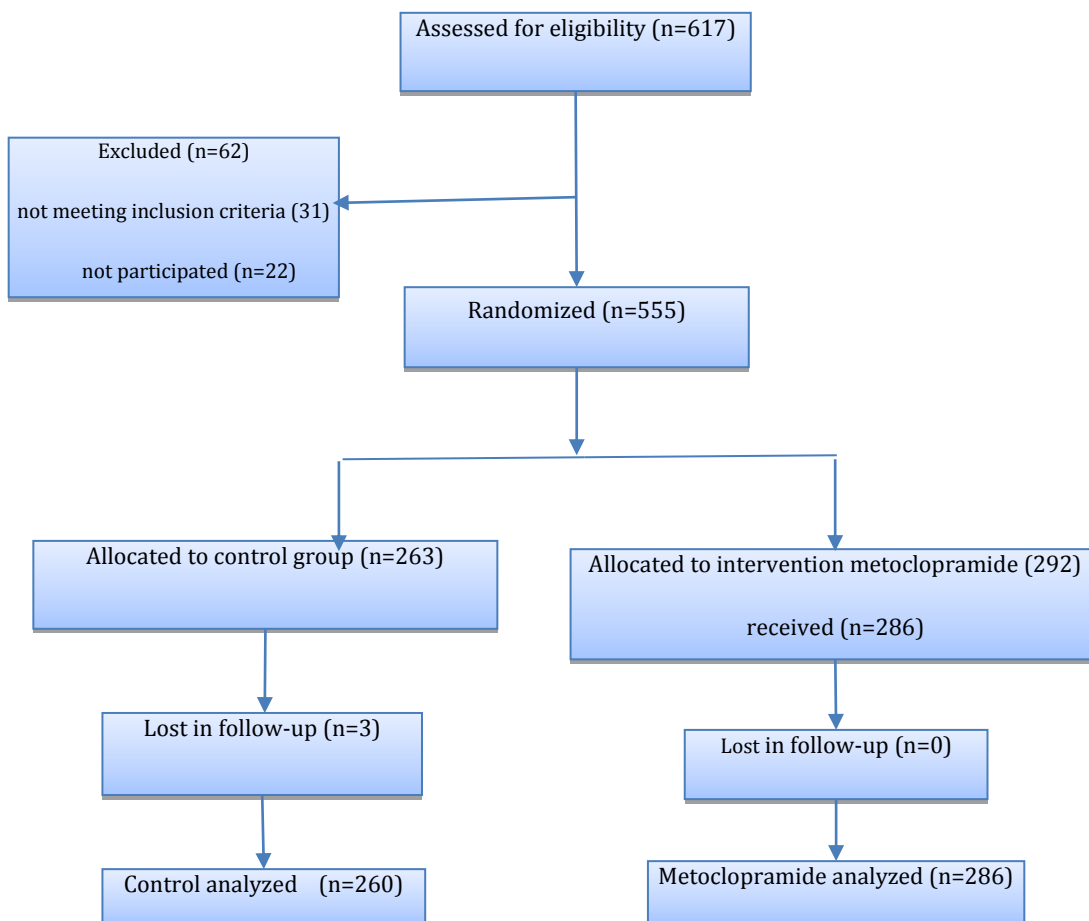 Assessed for eligibility (n=617)
Excluded (n=62)
not meeting inclusion criteria (31)
not participated (n=22)
Randomized (n=555)
Allocated to control group (n=263)
Allocated to intervention metoclopramide (292)
received (n=286)
Lost in follow-up (n=3)
Lost in follow-up (n=0)
Control analyzed (n=260)
Metoclopramide analyzed (n=286)